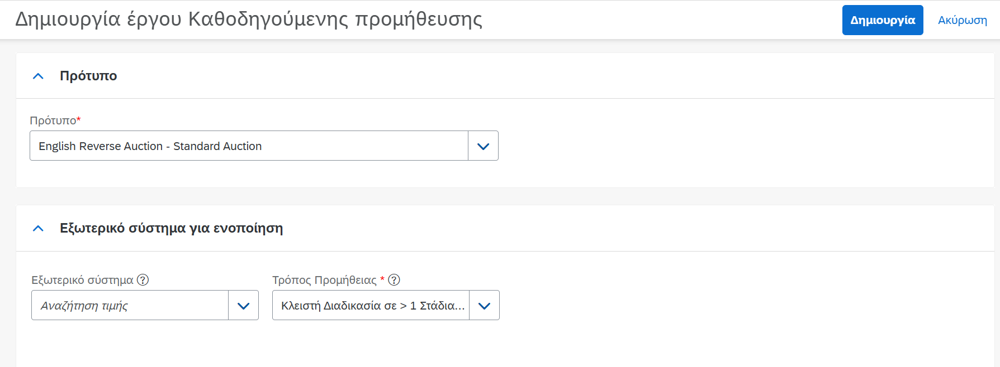 Δημιουργία έργου Καθοδηγούμενης προμήθευσης
Δημιουργία
Ακύρωση
Πρότυπο
Πρότυπο*
English Reverse Auction - Standard Auction
Εξωτερικό σύστημα για ενοποίηση
Εξωτερικό σύστημα ?
Τρόπος Προμήθειας * ?
Αναζήτηση τιμής
Κλειστή Διαδικασία σε > 1 Στάδια...